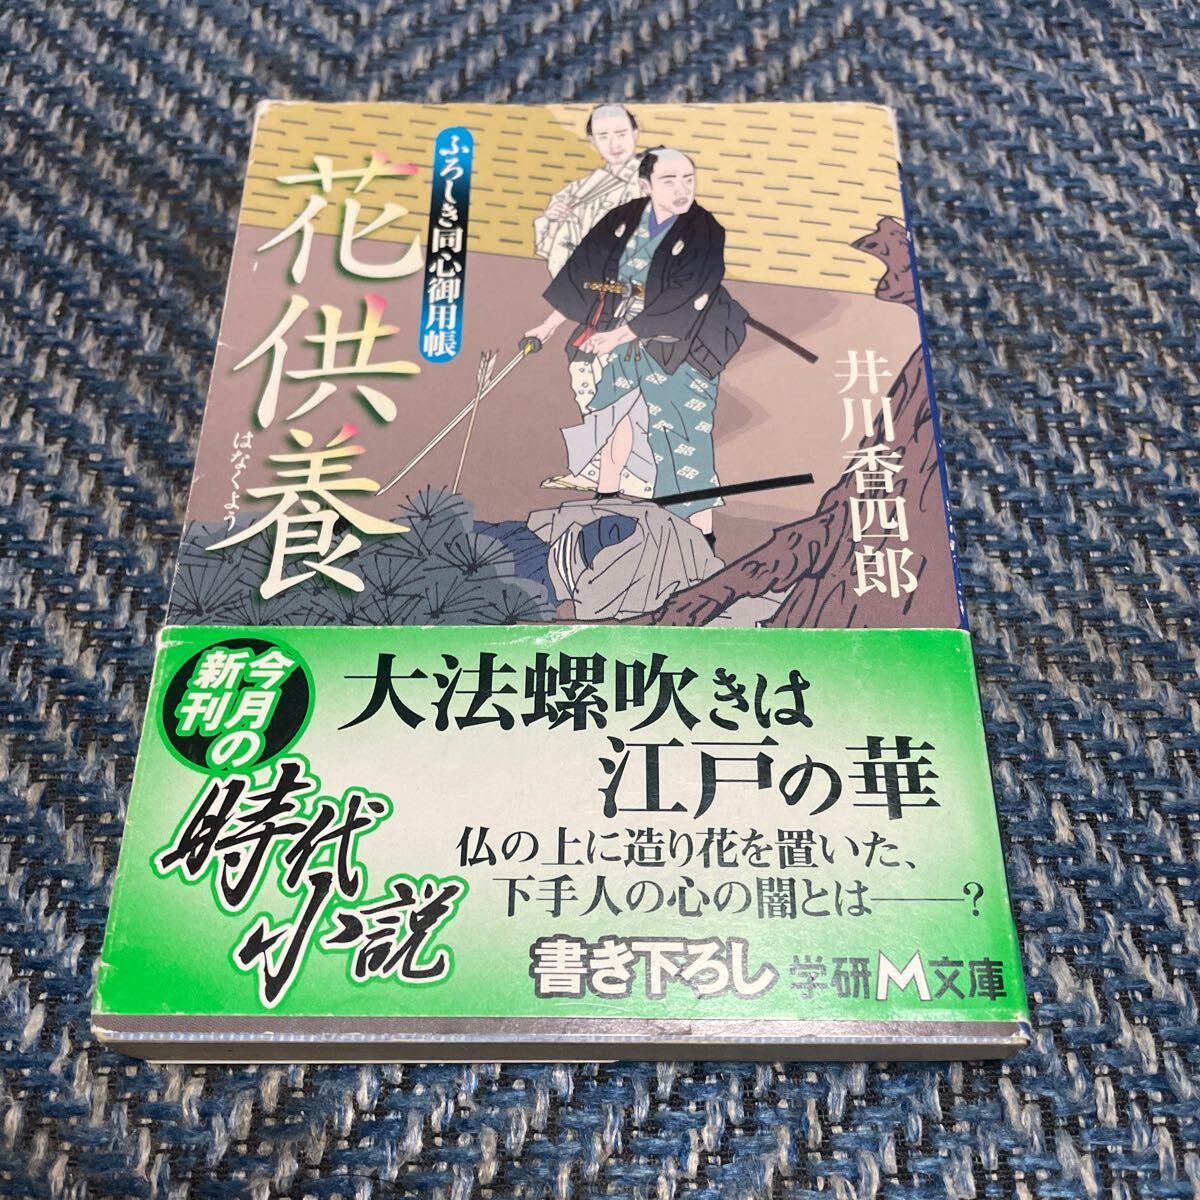 ふろしき同心御用帳
花供養
はなくよう
井川香四郎
今月の
新刊
時代
小説
大法螺吹きは
江戸の華
仏の上に造り花を置いた、
下手人の心の闇とは――?
書き下ろし
学研M文庫